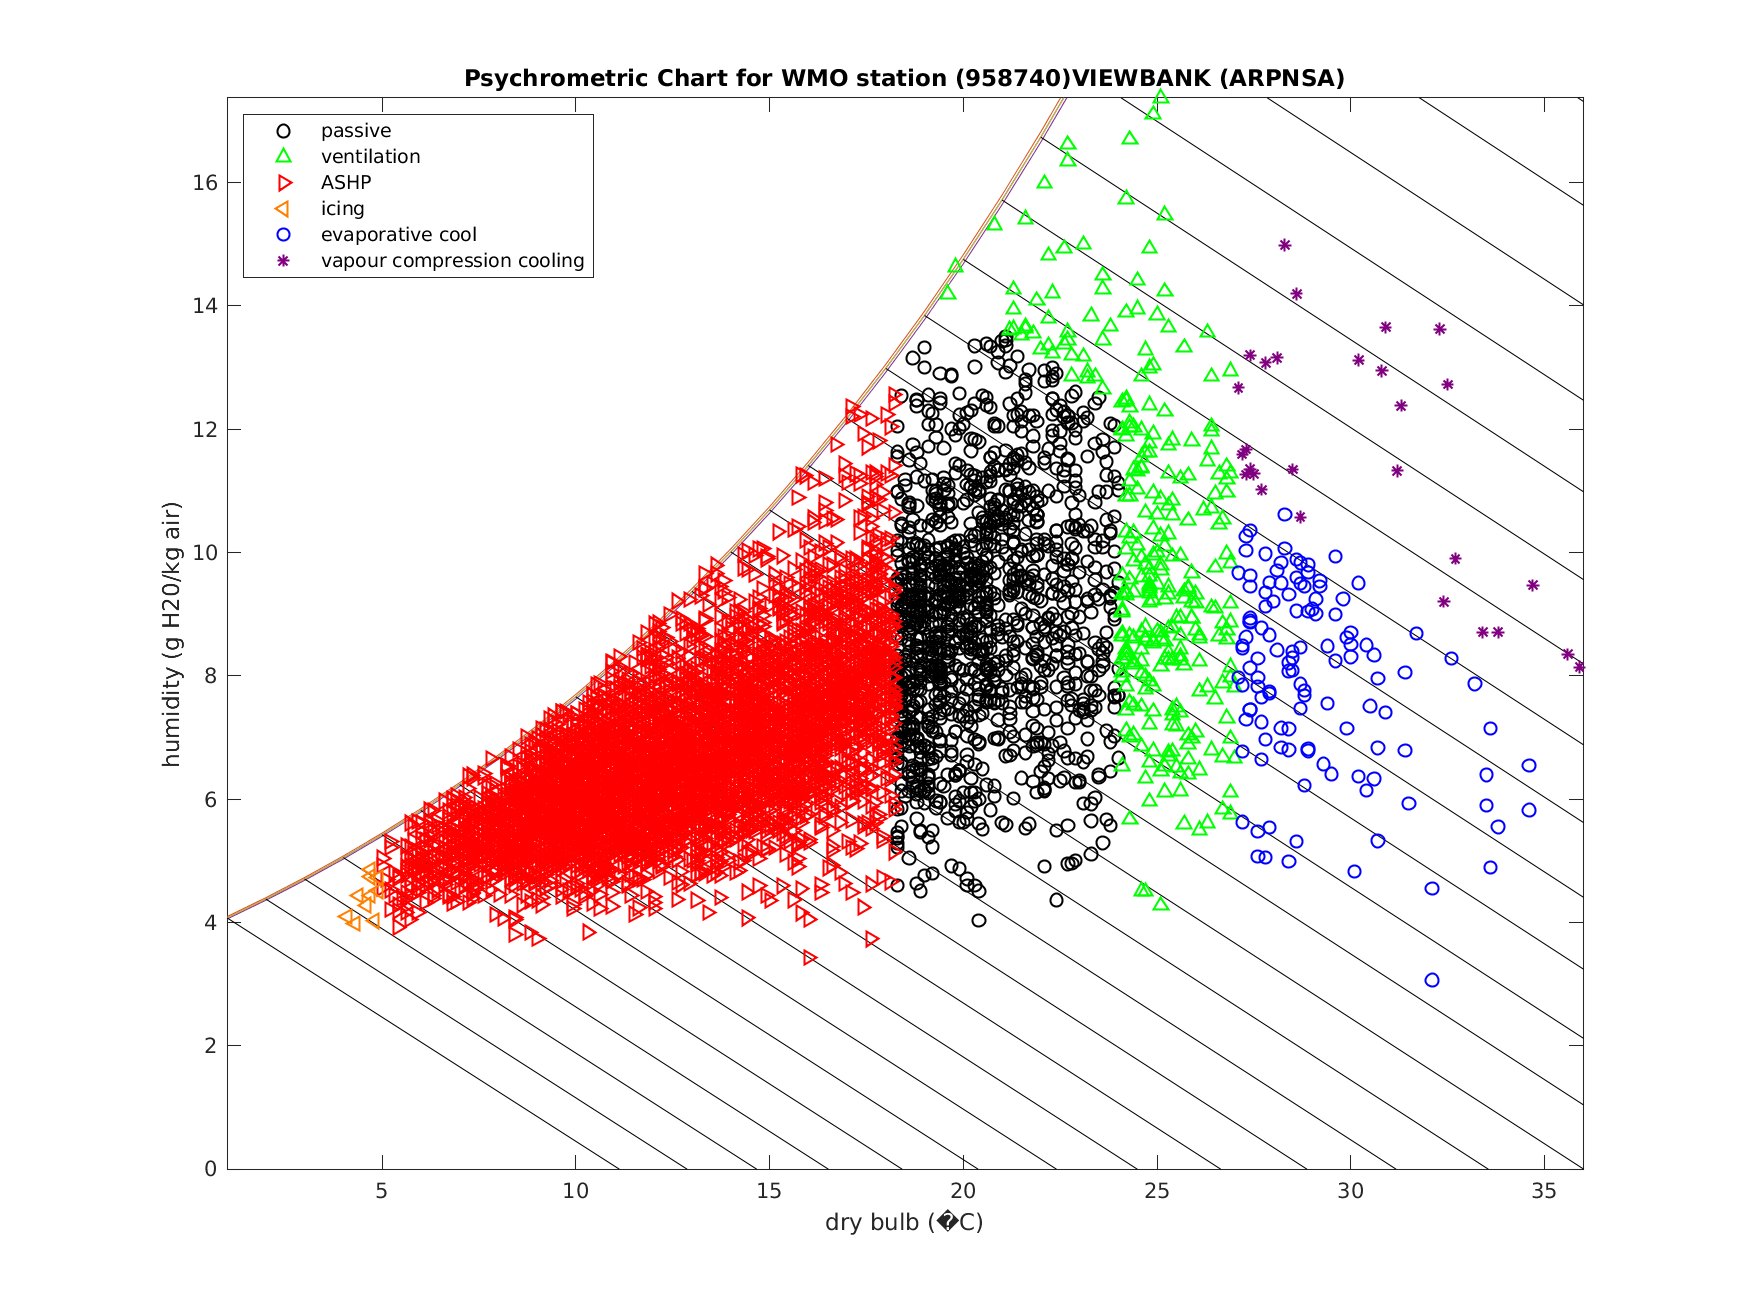 Psychrometric Chart for WMO station (958740)VIEWBANK (ARPNSA)
passive
ventilation
ASHP
icing
evaporative cool
vapour compression cooling
humidity (g H20/kg air)
16
14
12
10
8
6
4
2
0
5 10 15 20 25 30 35
dry bulb (�C)